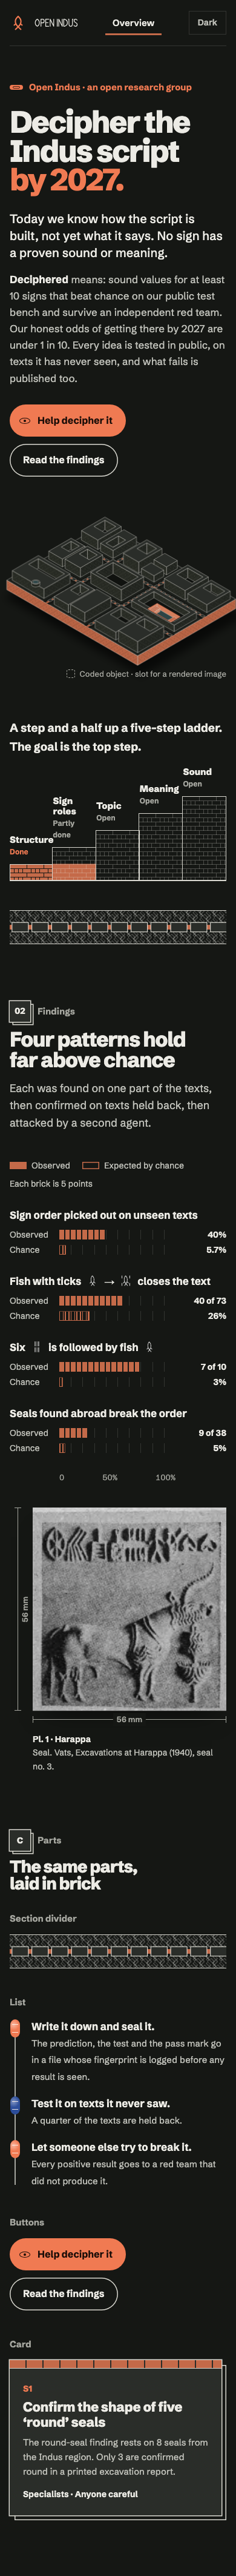 OPEN INDUS
Overview
Dark
Open Indus · an open research group
Decipher the
Indus script
by 2027.
Today we know how the script is
built, not yet what it says. No sign has
a proven sound or meaning.
Deciphered means: sound values for at least
10 signs that beat chance on our public test
bench and survive an independent red team.
Our honest odds of getting there by 2027 are
under 1 in 10. Every idea is tested in public, on
texts it has never seen, and what fails is
published too.
Help decipher it
Read the findings
Coded object · slot for a rendered image
A step and a half up a five-step ladder.
The goal is the top step.
Sound
Open
Meaning
Open
Topic
Open
Sign
roles
Partly
done
Structure
Done
02
Findings
Four patterns hold
far above chance
Each was found on one part of the texts,
then confirmed on texts held back, then
attacked by a second agent.
Observed
Expected by chance
Each brick is 5 points
Sign order picked out on unseen texts
Observed 40%
Chance 5.7%
Fish with ticks → closes the text
Observed 40 of 73
Chance 26%
Six is followed by fish
Observed 7 of 10
Chance 3%
Seals found abroad break the order
Observed 9 of 38
Chance 5%
0 50% 100%
56 mm
56 mm
Pl. 1 · Harappa
Seal. Vats, Excavations at Harappa (1940), seal
no. 3.
C
Parts
The same parts,
laid in brick
Section divider
List
Write it down and seal it.
The prediction, the test and the pass mark go
in a file whose fingerprint is logged before any
result is seen.
Test it on texts it never saw.
A quarter of the texts are held back.
Let someone else try to break it.
Every positive result goes to a red team that
did not produce it.
Buttons
Help decipher it
Read the findings
Card
S1
Confirm the shape of five
‘round’ seals
The round-seal finding rests on 8 seals from
the Indus region. Only 3 are confirmed
round in a printed excavation report.
Specialists · Anyone careful